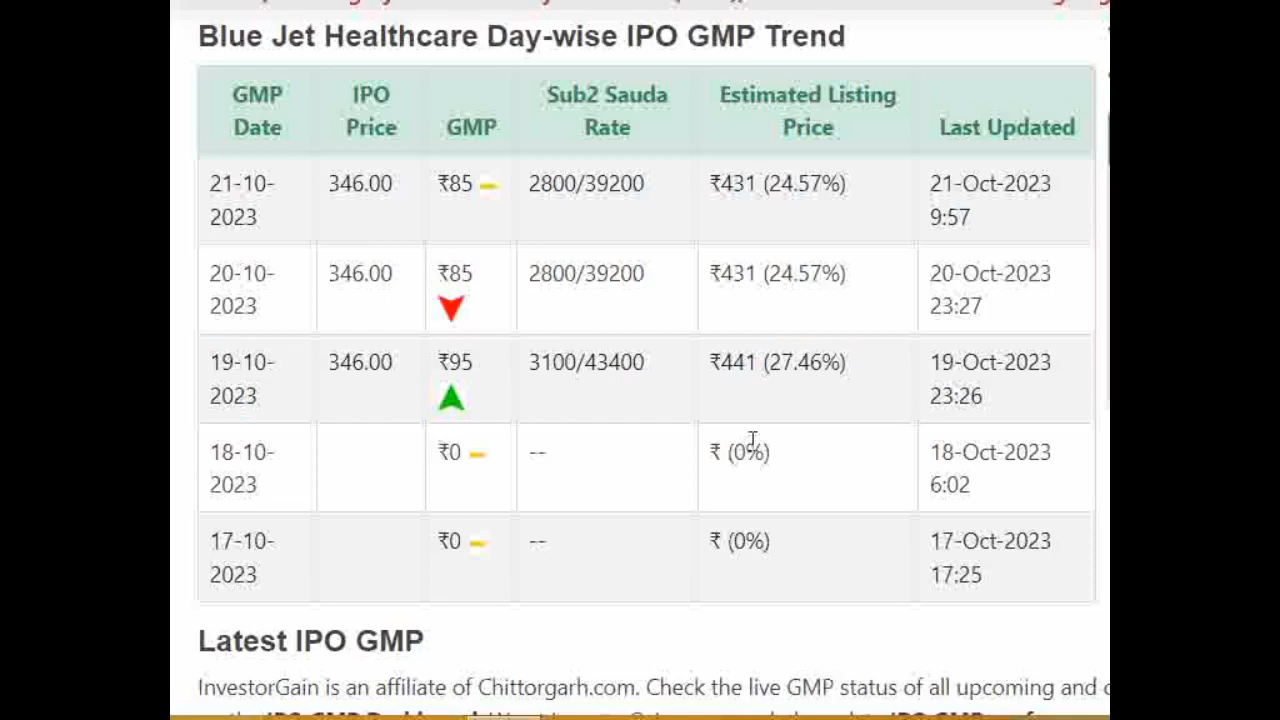 Blue Jet Healthcare Day-wise IPO GMP Trend
GMP Date IPO Price GMP Sub2 Sauda Rate Estimated Listing Price Last Updated
21-10-2023 346.00 ₹85 2800/39200 ₹431 (24.57%) 21-Oct-2023 9:57
20-10-2023 346.00 ₹85 2800/39200 ₹431 (24.57%) 20-Oct-2023 23:27
19-10-2023 346.00 ₹95 3100/43400 ₹441 (27.46%) 19-Oct-2023 23:26
18-10-2023 ₹0 -- ₹ (0%) 18-Oct-2023 6:02
17-10-2023 ₹0 -- ₹ (0%) 17-Oct-2023 17:25
Latest IPO GMP
InvestorGain is an affiliate of Chittorgarh.com. Check the live GMP status of all upcoming and